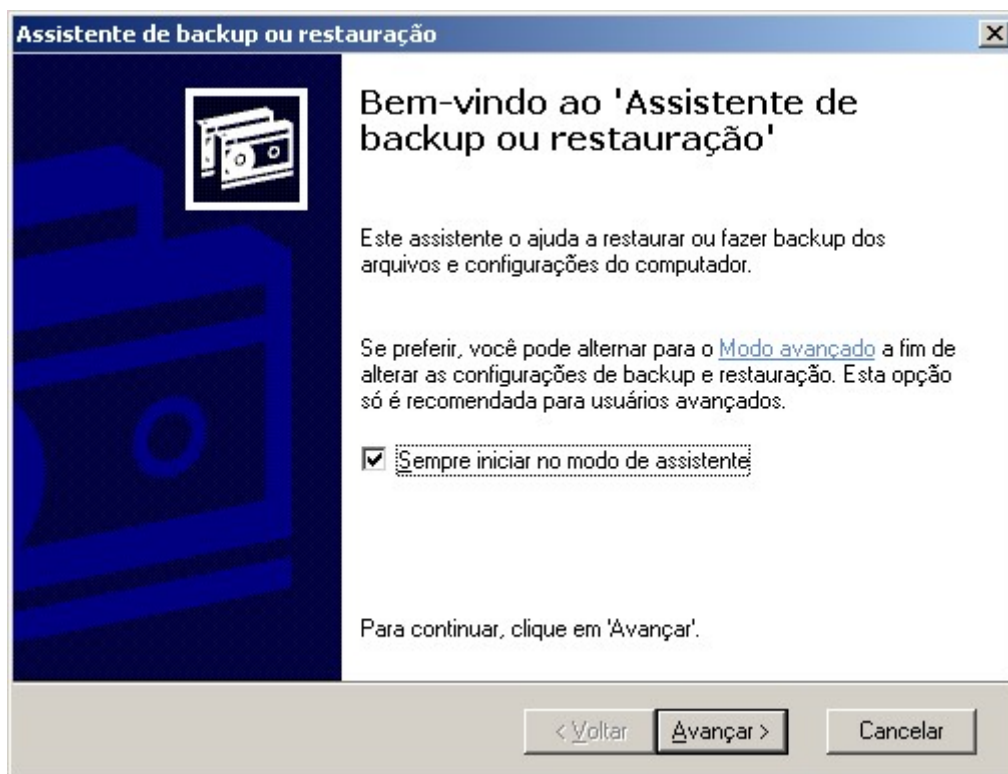 Assistente de backup ou restauração
Bem-vindo ao 'Assistente de
backup ou restauração'
Este assistente o ajuda a restaurar ou fazer backup dos
arquivos e configurações do computador.
Se preferir, você pode alternar para o Modo avançado a fim de
alterar as configurações de backup e restauração. Esta opção
só é recomendada para usuários avançados.
Sempre iniciar no modo de assistente
Para continuar, clique em 'Avançar'.
< Voltar Avançar > Cancelar